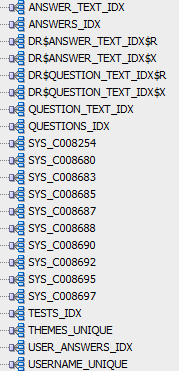 ANSWER_TEXT_IDX
ANSWERS_IDX
DR$ANSWER_TEXT_IDX$R
DR$ANSWER_TEXT_IDX$X
DR$QUESTION_TEXT_IDX$R
DR$QUESTION_TEXT_IDX$X
QUESTION_TEXT_IDX
QUESTIONS_IDX
SYS_C008254
SYS_C008680
SYS_C008683
SYS_C008685
SYS_C008687
SYS_C008688
SYS_C008690
SYS_C008692
SYS_C008695
SYS_C008697
TESTS_IDX
THEMES_UNIQUE
USER_ANSWERS_IDX
USERNAME_UNIQUE